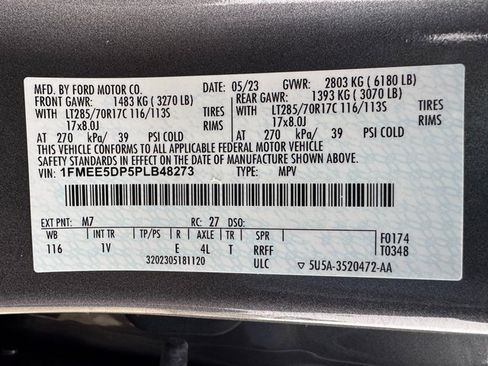 MFD. BY FORD MOTOR CO. DATE: 05/23 GVWR: 2803 KG ( 6180 LB)
FRONT GAWR: 1483 KG ( 3270 LB) REAR GAWR: 1393 KG ( 3070 LB)
WITH LT285/70R17C 116/113S TIRES WITH LT285/70R17C 116/113S TIRES
17x8.0J RIMS 17x8.0J RIMS
AT 270 kPa/ 39 PSI COLD AT 270 kPa/ 39 PSI COLD
THIS VEHICLE CONFORMS TO ALL APPLICABLE
FEDERAL MOTOR VEHICLE SAFETY STANDARDS IN EFFECT ON THE DATE OF MANUFACTURE SHOWN ABOVE.
VIN: 1FMEE5DP5PLB48273 TYPE: MPV
EXT PNT: M7 RC: 27 DSO: F0174
WB INT TR TP/PS R AXLE TR SPR T0348
116 1V E 4L T RRFF
3202305181120 ULC 5U5A-3520472-AA